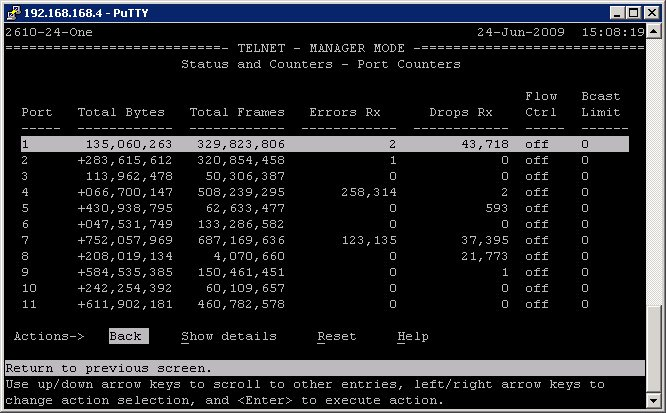 192.168.168.4 - PuTTY
2610-24-One 24-Jun-2009 15:08:19
==========================- TELNET - MANAGER MODE -============================
Status and Counters - Port Counters
Flow Bcast
Port Total Bytes Total Frames Errors Rx Drops Rx Ctrl Limit
----- -------------- -------------- ------------- ------------- ----- ------
1 135,060,263 329,823,806 2 43,718 off 0
2 +283,615,612 320,854,458 1 0 off 0
3 113,962,478 50,306,387 0 0 off 0
4 +066,700,147 508,239,295 258,314 2 off 0
5 +430,938,795 62,633,477 0 593 off 0
6 +047,531,749 133,286,582 0 0 off 0
7 +752,057,969 687,169,636 123,135 37,395 off 0
8 +208,019,134 4,070,660 0 21,773 off 0
9 +584,535,385 150,461,451 0 1 off 0
10 +242,254,392 60,109,657 0 0 off 0
11 +611,902,181 460,782,578 0 0 off 0
Actions-> Back Show details Reset Help
Return to previous screen.
Use up/down arrow keys to scroll to other entries, left/right arrow keys to
change action selection, and <Enter> to execute action.